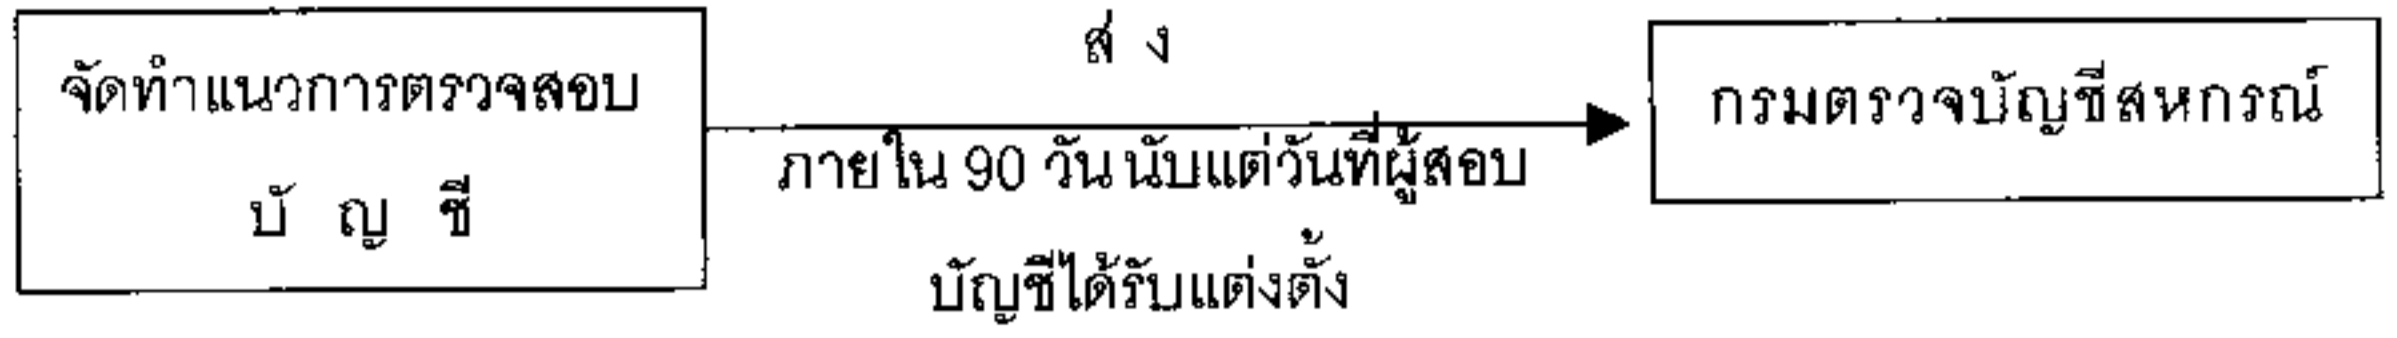 จัดทำแนวการตรวจสอบ
บั ญ ชี
ส่ ง
ภายใน 90 วัน นับแต่วันที่ผู้สอบ
บัญชีได้รับแต่งตั้ง
กรมตรวจบัญชีสหกรณ์